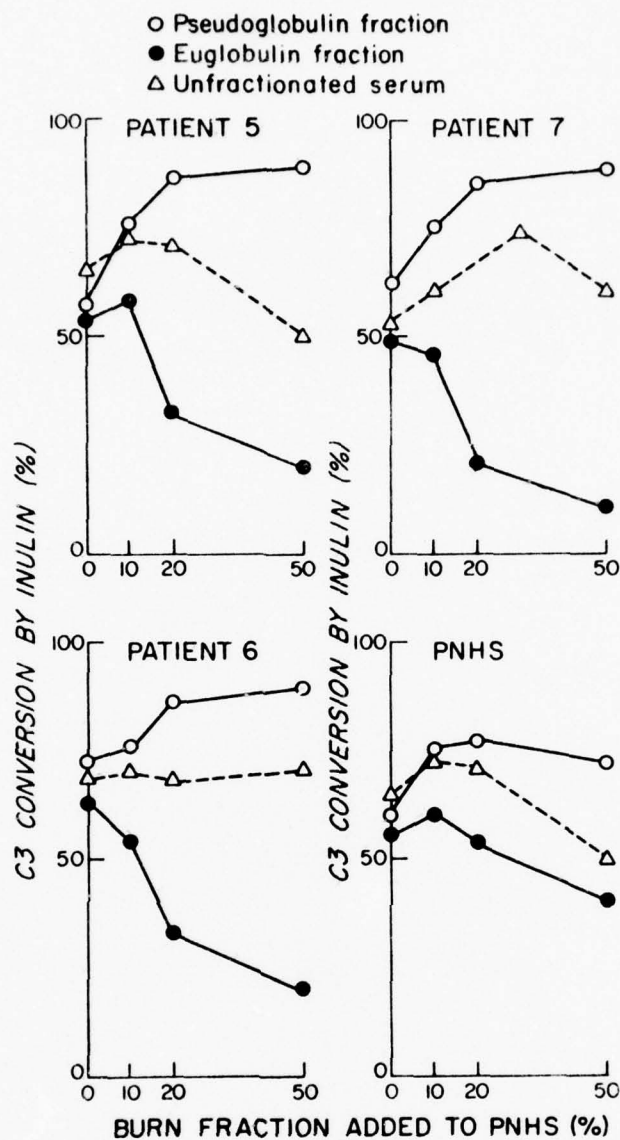 ○ Pseudoglobulin fraction
● Euglobulin fraction
△ Unfractionated serum
PATIENT 5
100
50
0
0 10 20 50
PATIENT 7
100
50
0
0 10 20 50
PATIENT 6
100
50
0
0 10 20 50
PNHS
100
50
0
0 10 20 50
C3 CONVERSION BY INULIN (%)
C3 CONVERSION BY INULIN (%)
BURN FRACTION ADDED TO PNHS (%)